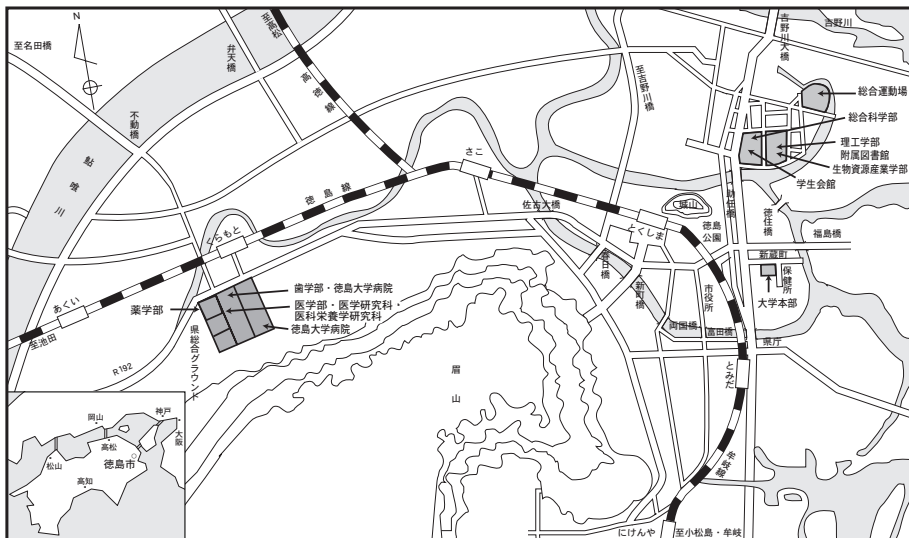 N
至名田橋
弁天橋
至高松
高徳線
不動橋
鮎喰川
至吉野川橋
吉野川大橋
吉野川
総合運動場
総合科学部
理工学部
附属図書館
生物資源産業学部
学生会館
さこ
徳島線
佐古大橋
城山
助任橋
徳住橋
くらもと
とくしま
徳島公園
福島橋
春日橋
新蔵町
保健所
新町橋
市役所
大学本部
あくい
薬学部
歯学部・徳島大学病院
医学部・医学研究科・
医科栄養学研究科
徳島大学病院
両国橋
富田橋
県庁
至池田
R192
県総合グラウンド
眉山
とみだ
岡山
神戸
大阪
高松
松山
徳島市
高知
牟岐線
にけんや
至小松島・牟岐